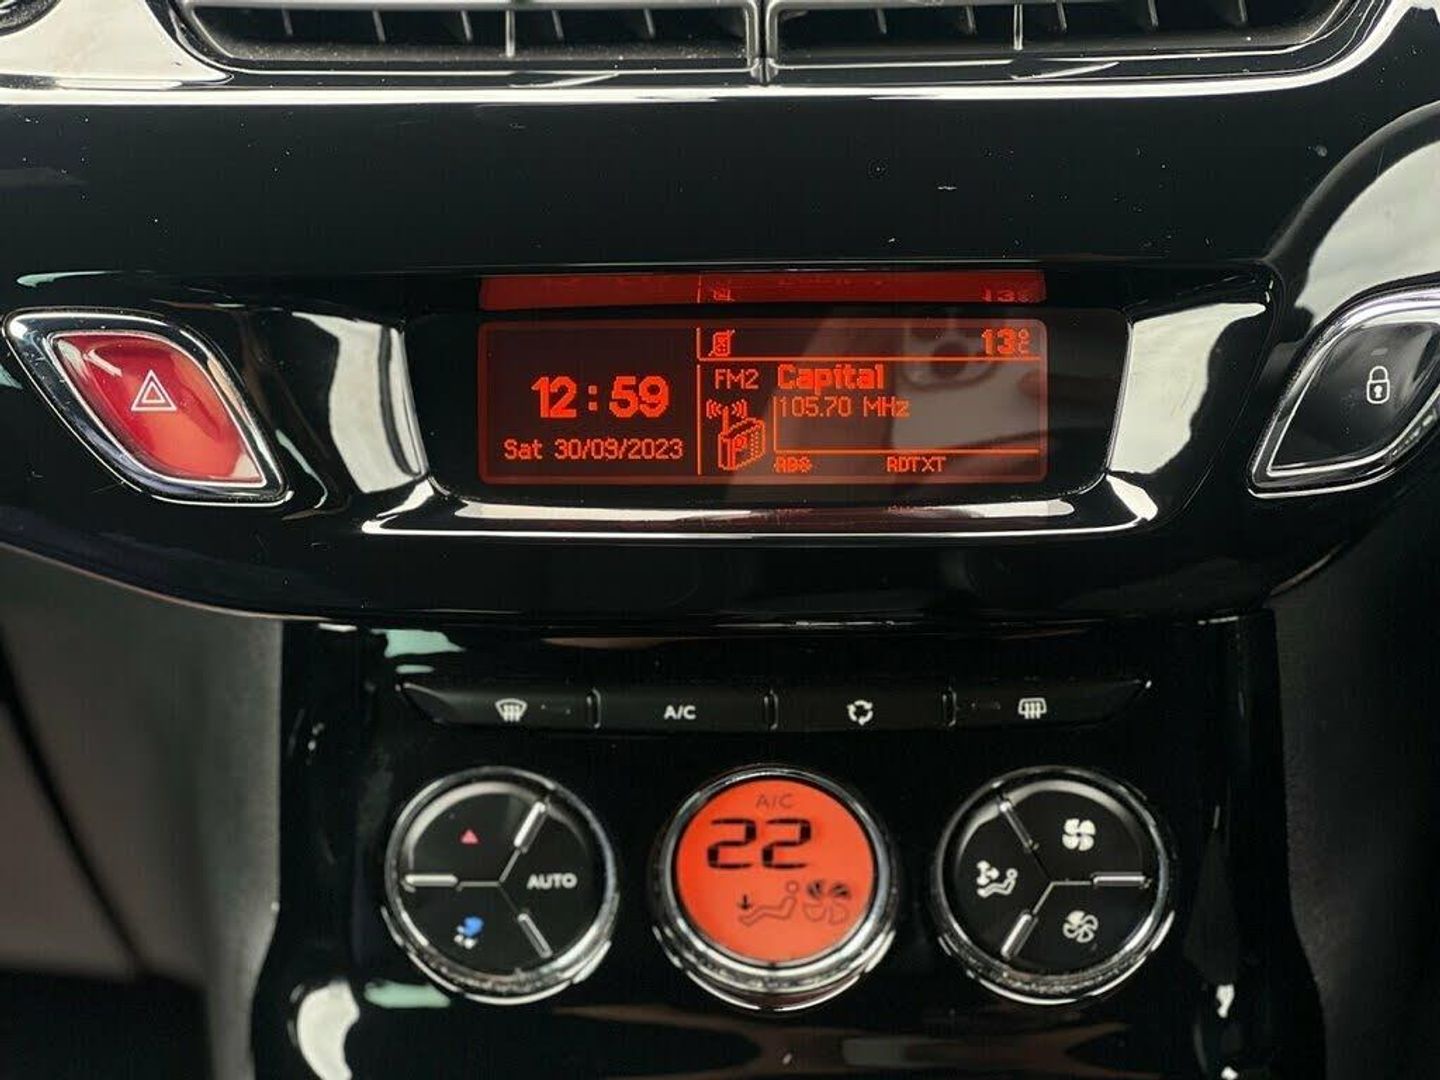 13°C
FM2 Capital
12:59
105.70 MHz
Sat 30/09/2023
RDS RDTXT
A/C
A/C
22
AUTO